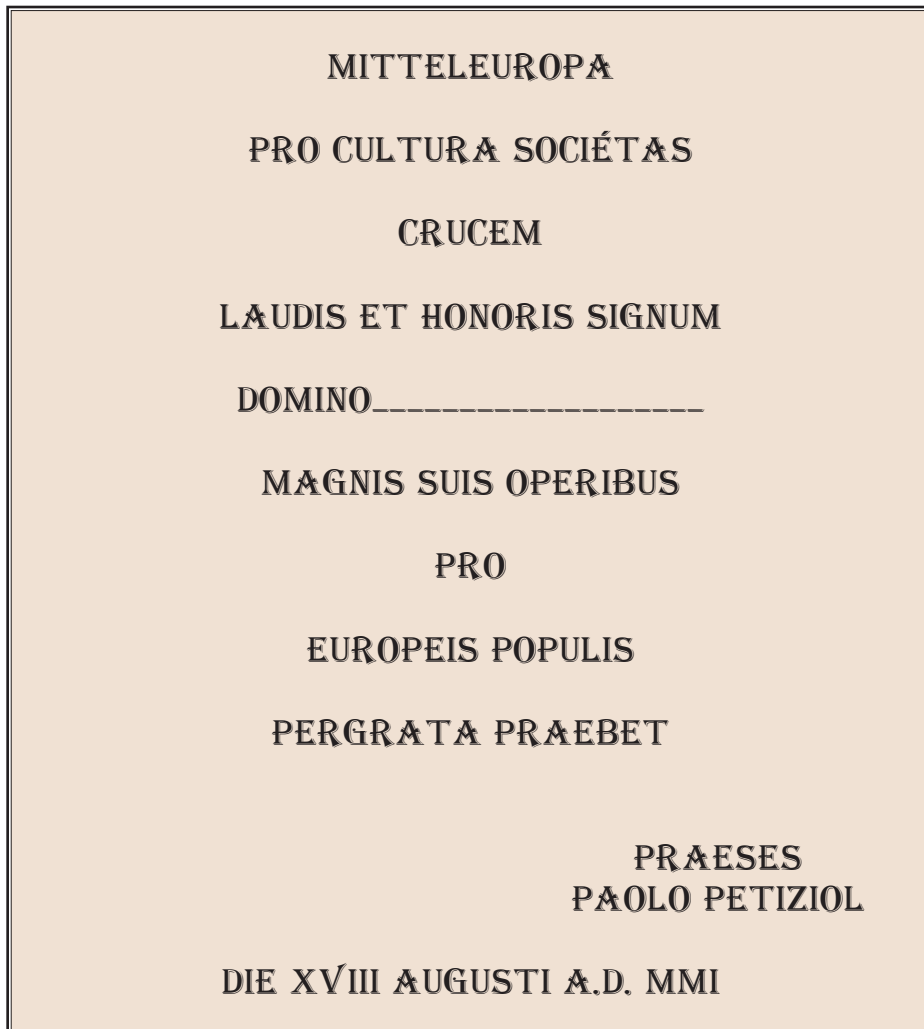 MITTELEUROPA
PRO CULTURA SOCIÉTAS
CRUCEM
LAUDIS ET HONORIS SIGNUM
DOMINO___________________
MAGNIS SUIS OPERIBUS
PRO
EUROPEIS POPULIS
PERGRATA PRAEBET
PRAESES
PAOLO PETIZIOL
DIE XVIII AUGUSTI A.D. MMI